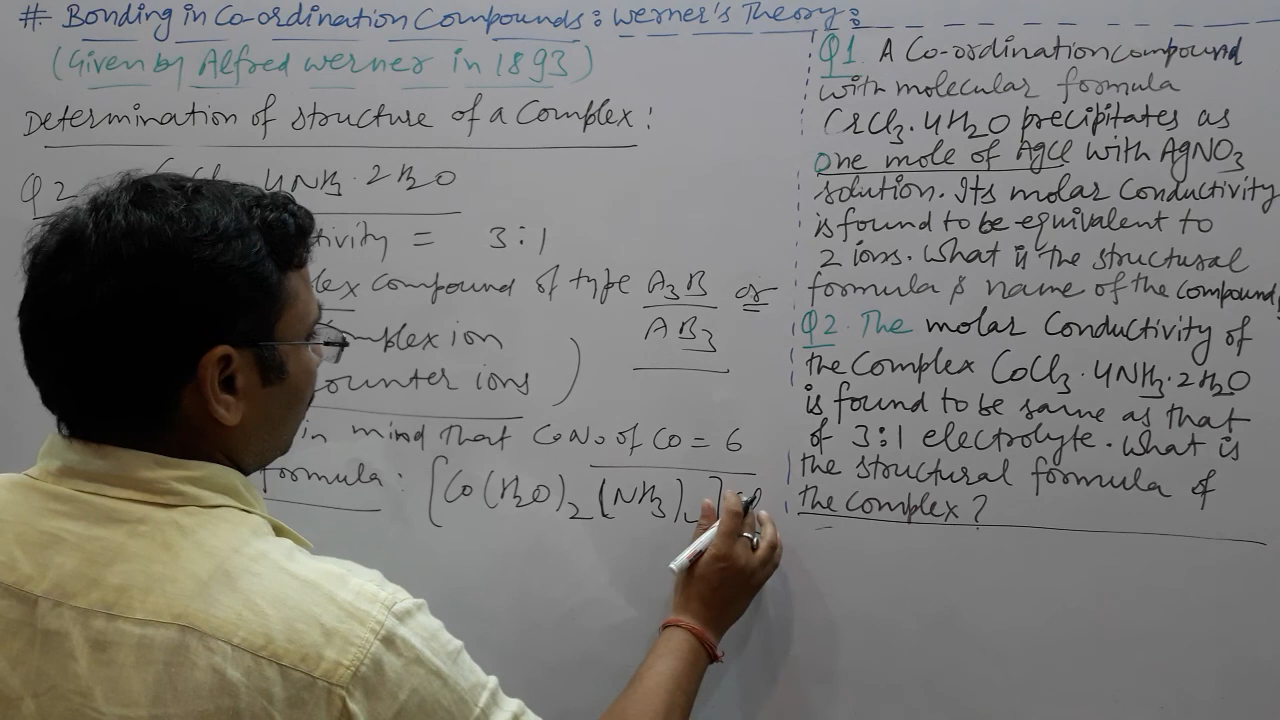 # Bonding in Co-ordination Compounds: Werner's Theory:
(Given by Alfred Werner in 1893)
Determination of structure of a Complex:
Q2 4NH3.2H2O
tivity = 3:1
lex compound of type A3B or
AB3
mplex ion
ounter ions )
in mind that CoNo of Co = 6
formula: [Co(H2O)2(NH3)4]
Q1. A Co-ordination compound
with molecular formula
CrCl3.4H2O precipitates as
one mole of AgCl with AgNO3
solution. Its molar Conductivity
is found to be equivalent to
2 ions. What is the structural
formula & name of the compound?
Q2. The molar Conductivity of
the Complex CoCl3.4NH3.2H2O
is found to be same as that
of 3:1 electrolyte. What is
the structural formula of
the complex?